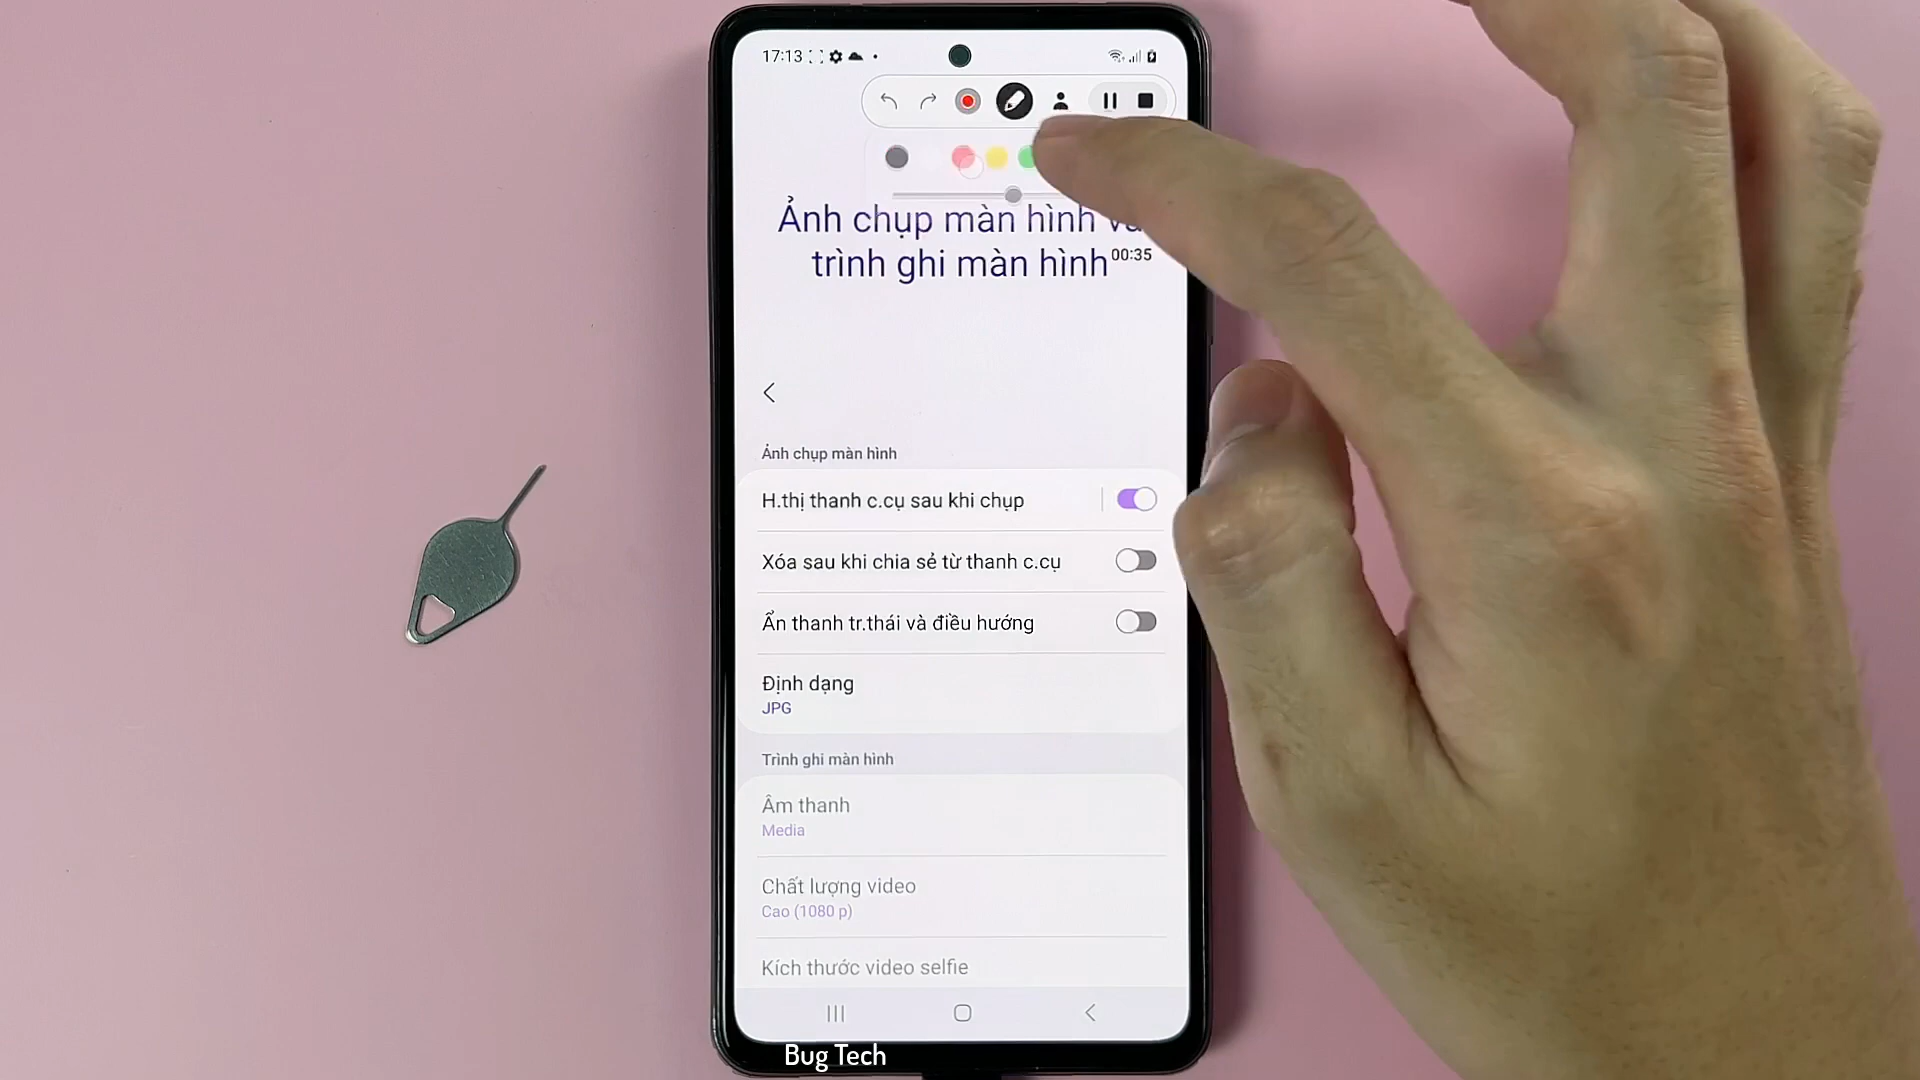 17:13
Ảnh chụp màn hình
trình ghi màn hình
00:35
Ảnh chụp màn hình
H.thị thanh c.cụ sau khi chụp
Xóa sau khi chia sẻ từ thanh c.cụ
Ẩn thanh tr.thái và điều hướng
Định dạng
JPG
Trình ghi màn hình
Âm thanh
Media
Chất lượng video
Cao (1080 p)
Kích thước video selfie
Bug Tech